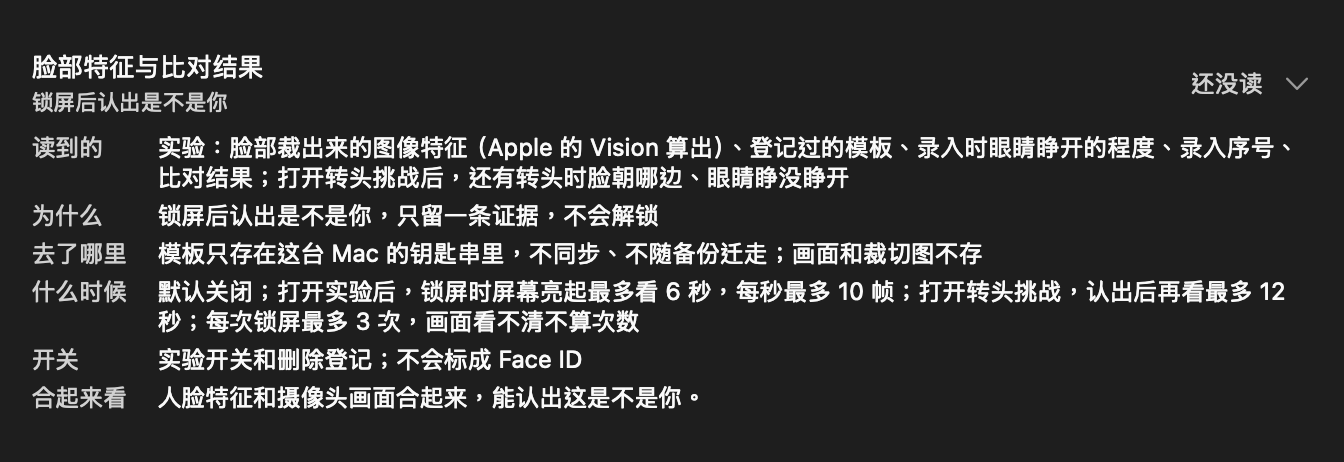 脸部特征与比对结果
还没读
锁屏后认出是不是你
读到的 实验：脸部裁出来的图像特征（Apple 的 Vision 算出）、登记过的模板、录入时眼睛睁开的程度、录入序号、
比对结果；打开转头挑战后，还有转头时脸朝哪边、眼睛睁没睁开
为什么 锁屏后认出是不是你，只留一条证据，不会解锁
去了哪里 模板只存在这台 Mac 的钥匙串里，不同步、不随备份迁走；画面和裁切图不存
什么时候 默认关闭；打开实验后，锁屏时屏幕亮起最多看 6 秒，每秒最多 10 帧；打开转头挑战，认出后再看最多 12
秒；每次锁屏最多 3 次，画面看不清不算次数
开关 实验开关和删除登记；不会标成 Face ID
合起来看 人脸特征和摄像头画面合起来，能认出这是不是你。